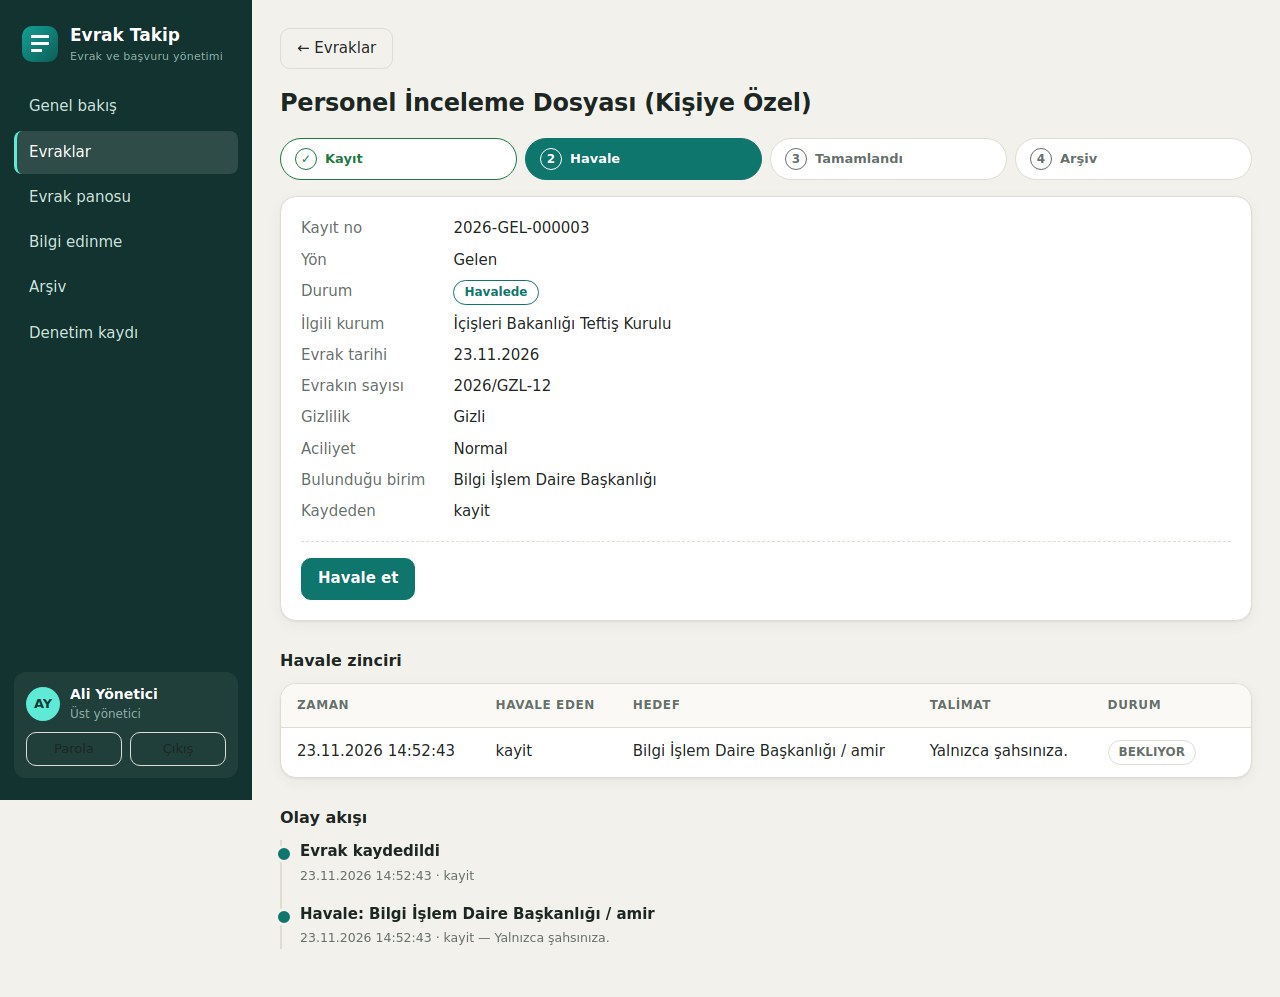 Evrak Takip
Evrak ve başvuru yönetimi
Genel bakış
Evraklar
Evrak panosu
Bilgi edinme
Arşiv
Denetim kaydı
AY
Ali Yönetici
Üst yönetici
Parola
Çıkış
← Evraklar
Personel İnceleme Dosyası (Kişiye Özel)
✓ Kayıt
2 Havale
3 Tamamlandı
4 Arşiv
Kayıt no 2026-GEL-000003
Yön Gelen
Durum Havalede
İlgili kurum İçişleri Bakanlığı Teftiş Kurulu
Evrak tarihi 23.11.2026
Evrakın sayısı 2026/GZL-12
Gizlilik Gizli
Aciliyet Normal
Bulunduğu birim Bilgi İşlem Daire Başkanlığı
Kaydeden kayit
Havale et
Havale zinciri
ZAMAN HAVALE EDEN HEDEF TALİMAT DURUM
23.11.2026 14:52:43 kayit Bilgi İşlem Daire Başkanlığı / amir Yalnızca şahsınıza. BEKLIYOR
Olay akışı
Evrak kaydedildi
23.11.2026 14:52:43 · kayit
Havale: Bilgi İşlem Daire Başkanlığı / amir
23.11.2026 14:52:43 · kayit — Yalnızca şahsınıza.